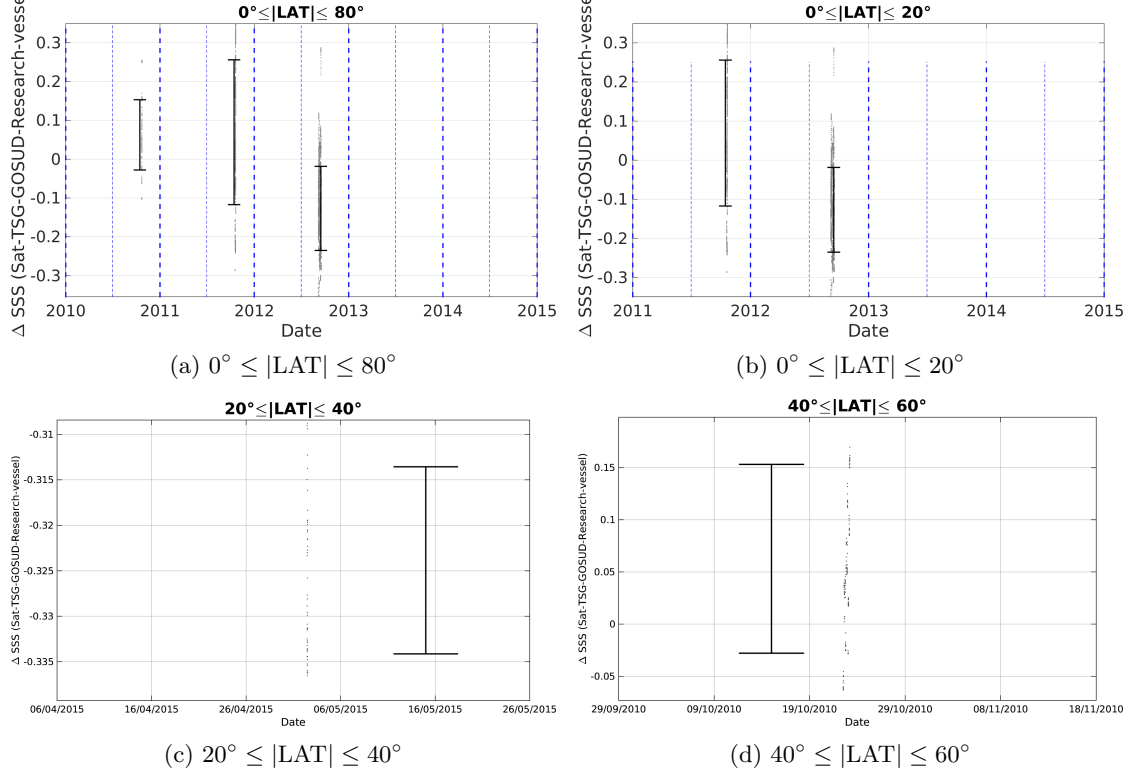 0°≤|LAT|≤ 80°
Δ SSS (Sat-TSG-GOSUD-Research-vesse
0.3
0.2
0.1
0
-0.1
-0.2
-0.3
2010 2011 2012 2013 2014 2015
Date
(a) 0° ≤ |LAT| ≤ 80°
0°≤|LAT|≤ 20°
Δ SSS (Sat-TSG-GOSUD-Research-vesse
0.3
0.2
0.1
0
-0.1
-0.2
-0.3
2011 2012 2013 2014 2015
Date
(b) 0° ≤ |LAT| ≤ 20°
20°≤|LAT|≤ 40°
Δ SSS (Sat-TSG-GOSUD-Research-vessel)
-0.31
-0.315
-0.32
-0.325
-0.33
-0.335
06/04/2015 16/04/2015 26/04/2015 06/05/2015 16/05/2015 26/05/2015
Date
(c) 20° ≤ |LAT| ≤ 40°
40°≤|LAT|≤ 60°
Δ SSS (Sat-TSG-GOSUD-Research-vessel)
0.15
0.1
0.05
0
-0.05
29/09/2010 09/10/2010 19/10/2010 29/10/2010 08/11/2010 18/11/2010
Date
(d) 40° ≤ |LAT| ≤ 60°